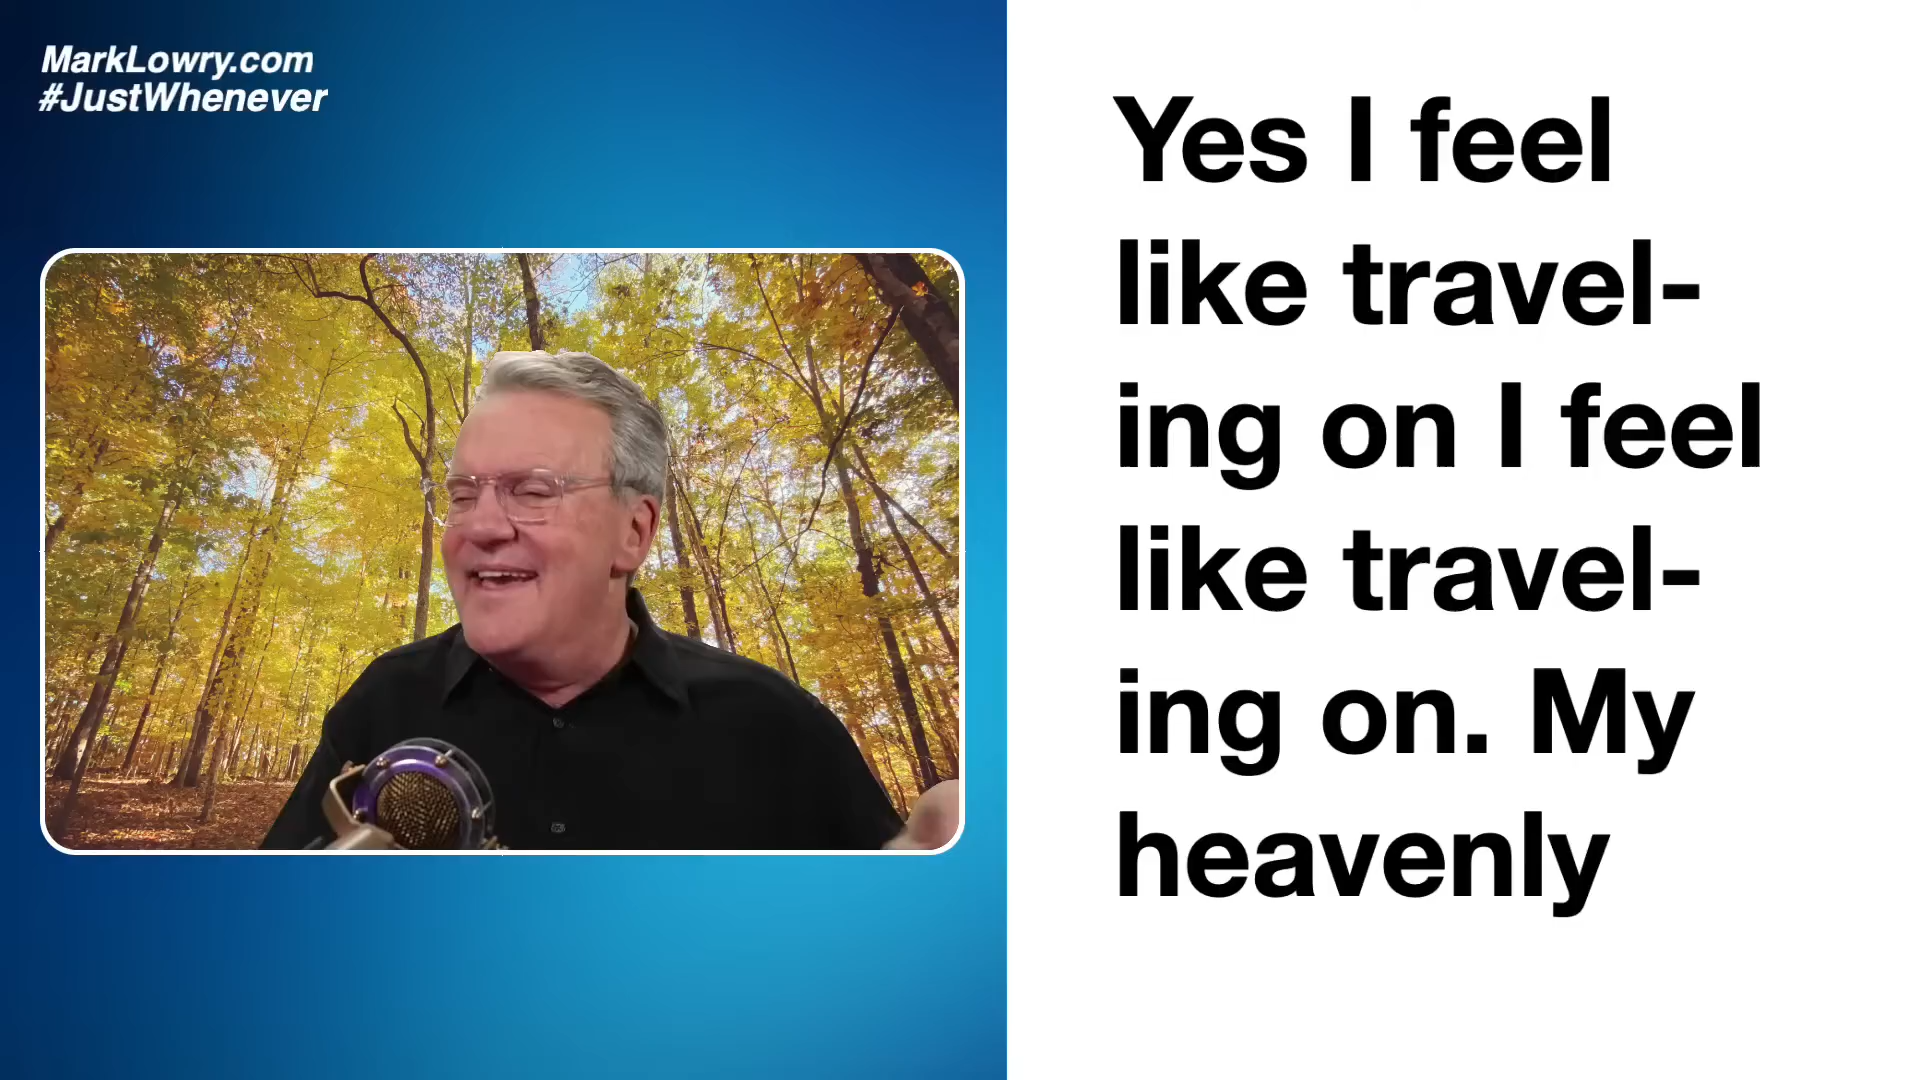 MarkLowry.com
#JustWhenever
Yes I feel
like travel-
ing on I feel
like travel-
ing on. My
heavenly